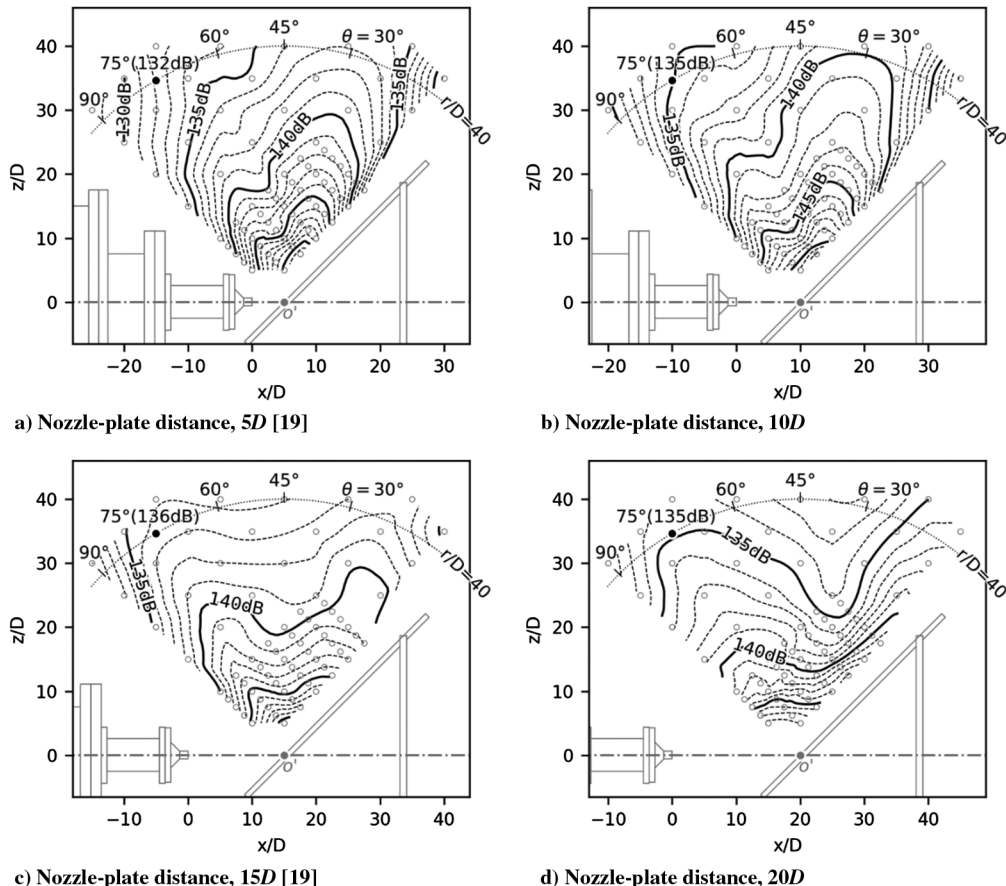 40
30
20
10
0
z/D
−20
−10
0
10
20
30
x/D
90°
75°(132dB)
60°
45°
θ = 30°
r/D=40
130dB
135dB
140dB
135dB
o'
a) Nozzle-plate distance, 5D [19]
40
30
20
10
0
z/D
−20
−10
0
10
20
30
x/D
90°
75°(135dB)
60°
45°
θ = 30°
r/D=40
135dB
140dB
145dB
o'
b) Nozzle-plate distance, 10D
40
30
20
10
0
z/D
−10
0
10
20
30
40
x/D
90°
75°(136dB)
60°
45°
θ = 30°
r/D=40
135dB
140dB
o'
c) Nozzle-plate distance, 15D [19]
40
30
20
10
0
z/D
−10
0
10
20
30
40
x/D
90°
75°(135dB)
60°
45°
θ = 30°
r/D=40
135dB
140dB
o'
d) Nozzle-plate distance, 20D